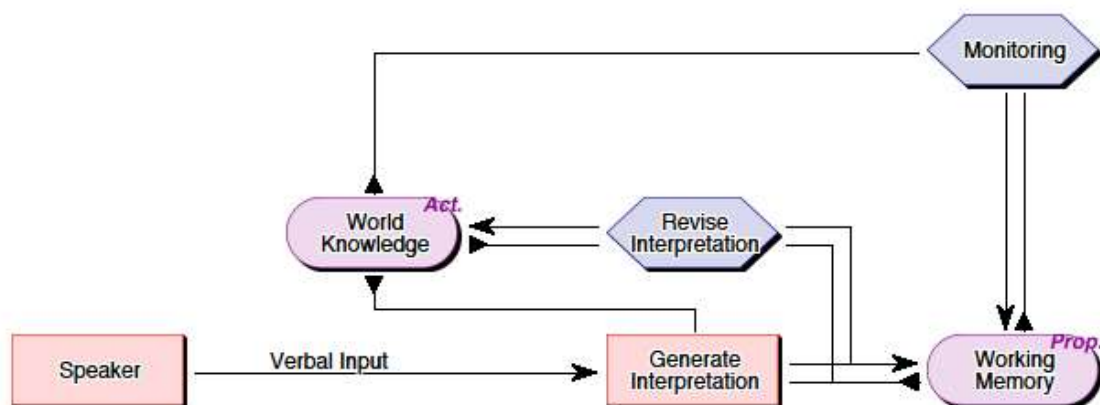 Monitoring
Act.
World
Knowledge
Revise
Interpretation
Speaker
Verbal Input
Generate
Interpretation
Prop.
Working
Memory